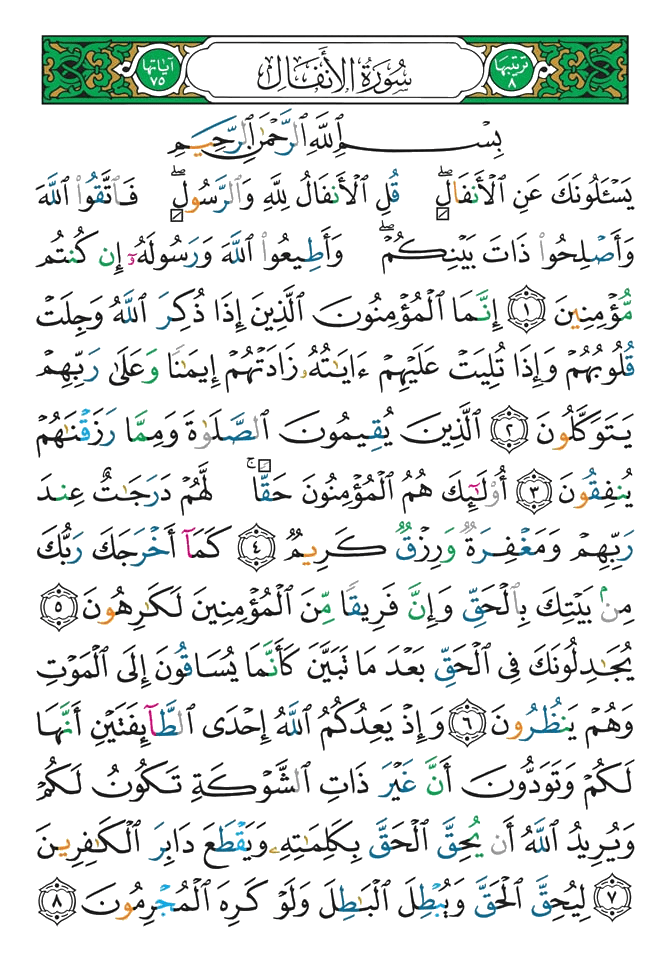 ترتيبها ٨ سُورَةُ الأَنفَالِ آياتها ٧٥
بِسْمِ ٱللَّهِ ٱلرَّحْمَٰنِ ٱلرَّحِيمِ
يَسْـَٔلُونَكَ عَنِ ٱلْأَنفَالِۖ قُلِ ٱلْأَنفَالُ لِلَّهِ وَٱلرَّسُولِۖ فَٱتَّقُوا۟ ٱللَّهَ
وَأَصْلِحُوا۟ ذَاتَ بَيْنِكُمْۖ وَأَطِيعُوا۟ ٱللَّهَ وَرَسُولَهُۥٓ إِن كُنتُم
مُّؤْمِنِينَ ١ إِنَّمَا ٱلْمُؤْمِنُونَ ٱلَّذِينَ إِذَا ذُكِرَ ٱللَّهُ وَجِلَتْ
قُلُوبُهُمْ وَإِذَا تُلِيَتْ عَلَيْهِمْ ءَايَٰتُهُۥ زَادَتْهُمْ إِيمَٰنًا وَعَلَىٰ رَبِّهِمْ
يَتَوَكَّلُونَ ٢ ٱلَّذِينَ يُقِيمُونَ ٱلصَّلَوٰةَ وَمِمَّا رَزَقْنَٰهُمْ
يُنفِقُونَ ٣ أُو۟لَٰٓئِكَ هُمُ ٱلْمُؤْمِنُونَ حَقًّاۚ لَّهُمْ دَرَجَٰتٌ عِندَ
رَبِّهِمْ وَمَغْفِرَةٌ وَرِزْقٌ كَرِيمٌ ٤ كَمَآ أَخْرَجَكَ رَبُّكَ
مِنۢ بَيْتِكَ بِٱلْحَقِّ وَإِنَّ فَرِيقًا مِّنَ ٱلْمُؤْمِنِينَ لَكَٰرِهُونَ ٥
يُجَٰدِلُونَكَ فِى ٱلْحَقِّ بَعْدَ مَا تَبَيَّنَ كَأَنَّمَا يُسَاقُونَ إِلَى ٱلْمَوْتِ
وَهُمْ يَنظُرُونَ ٦ وَإِذْ يَعِدُكُمُ ٱللَّهُ إِحْدَى ٱلطَّآئِفَتَيْنِ أَنَّهَا
لَكُمْ وَتَوَدُّونَ أَنَّ غَيْرَ ذَاتِ ٱلشَّوْكَةِ تَكُونُ لَكُمْ
وَيُرِيدُ ٱللَّهُ أَن يُحِقَّ ٱلْحَقَّ بِكَلِمَٰتِهِۦ وَيَقْطَعَ دَابِرَ ٱلْكَٰفِرِينَ
٧ لِيُحِقَّ ٱلْحَقَّ وَيُبْطِلَ ٱلْبَٰطِلَ وَلَوْ كَرِهَ ٱلْمُجْرِمُونَ ٨